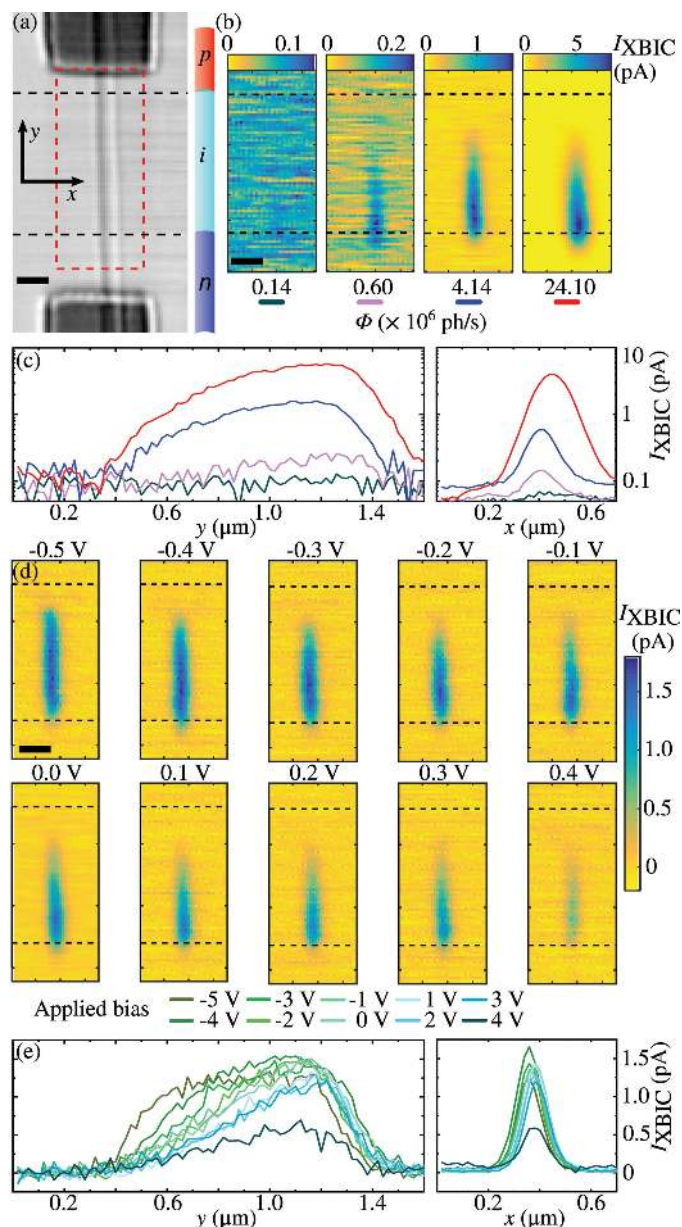 (a)
p
i
n
y
x
(b)
0 0.1
0 0.2
0 1
0 5
I_XBIC
(pA)
0.14 0.60 4.14 24.10
Φ (× 10⁶ ph/s)
(c)
0.2 0.6 1.0 1.4
y (µm)
0 0.2 0.6
x (µm)
10
1
0.1
I_XBIC (pA)
(d)
-0.5 V -0.4 V -0.3 V -0.2 V -0.1 V
0.0 V 0.1 V 0.2 V 0.3 V 0.4 V
I_XBIC
(pA)
1.5
1.0
0.5
0
Applied bias
-5 V -3 V -1 V 1 V 3 V
-4 V -2 V 0 V 2 V 4 V
(e)
0.2 0.6 1.0 1.4
y (µm)
0 0.2 0.6
x (µm)
1.5
1.0
0.5
0
I_XBIC (pA)